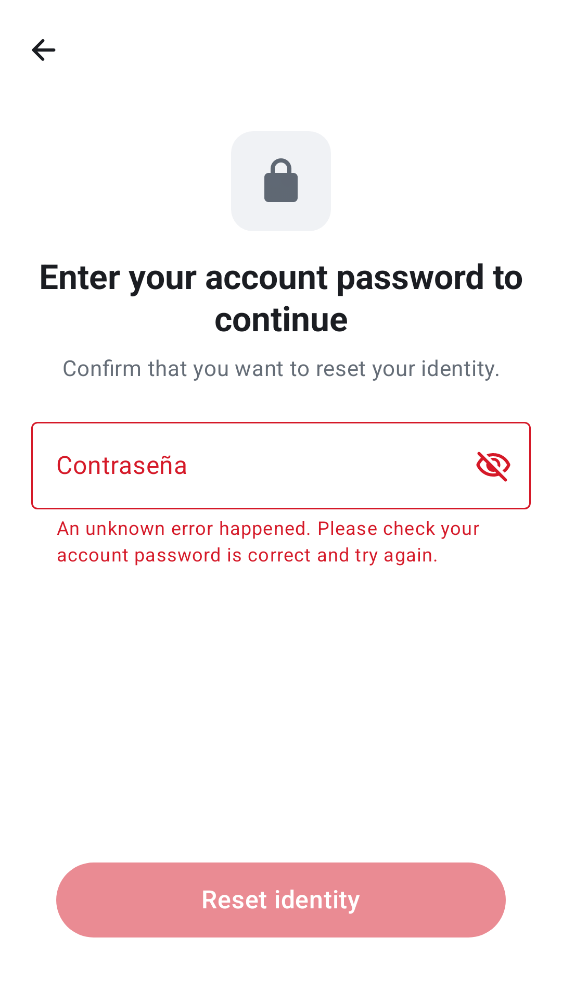 Enter your account password to
continue
Confirm that you want to reset your identity.
Contraseña
An unknown error happened. Please check your
account password is correct and try again.
Reset identity